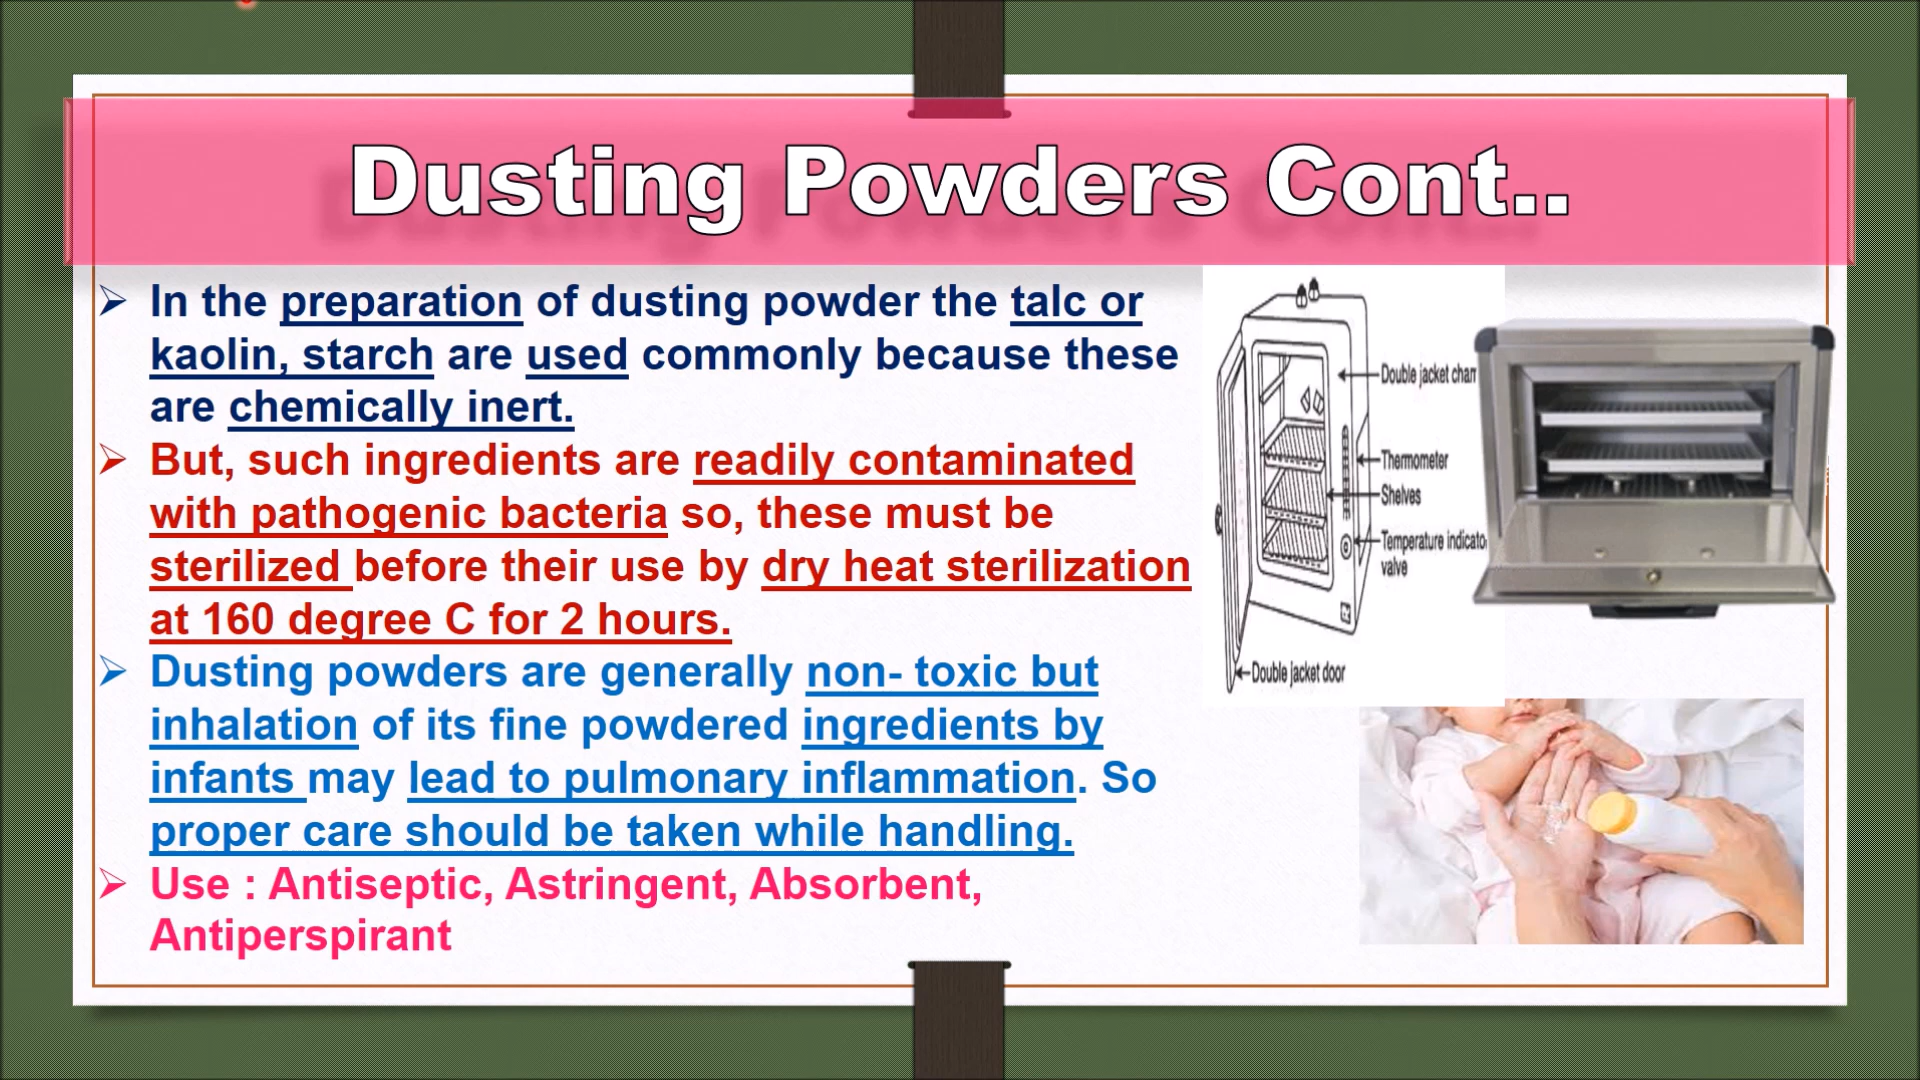 Dusting Powders Cont..
In the preparation of dusting powder the talc or
kaolin, starch are used commonly because these
are chemically inert.
But, such ingredients are readily contaminated
with pathogenic bacteria so, these must be
sterilized before their use by dry heat sterilization
at 160 degree C for 2 hours.
Dusting powders are generally non- toxic but
inhalation of its fine powdered ingredients by
infants may lead to pulmonary inflammation. So
proper care should be taken while handling.
Use : Antiseptic, Astringent, Absorbent,
Antiperspirant
Double jacket
Thermometer
Shelves
Temperature
valve
Double jacket door